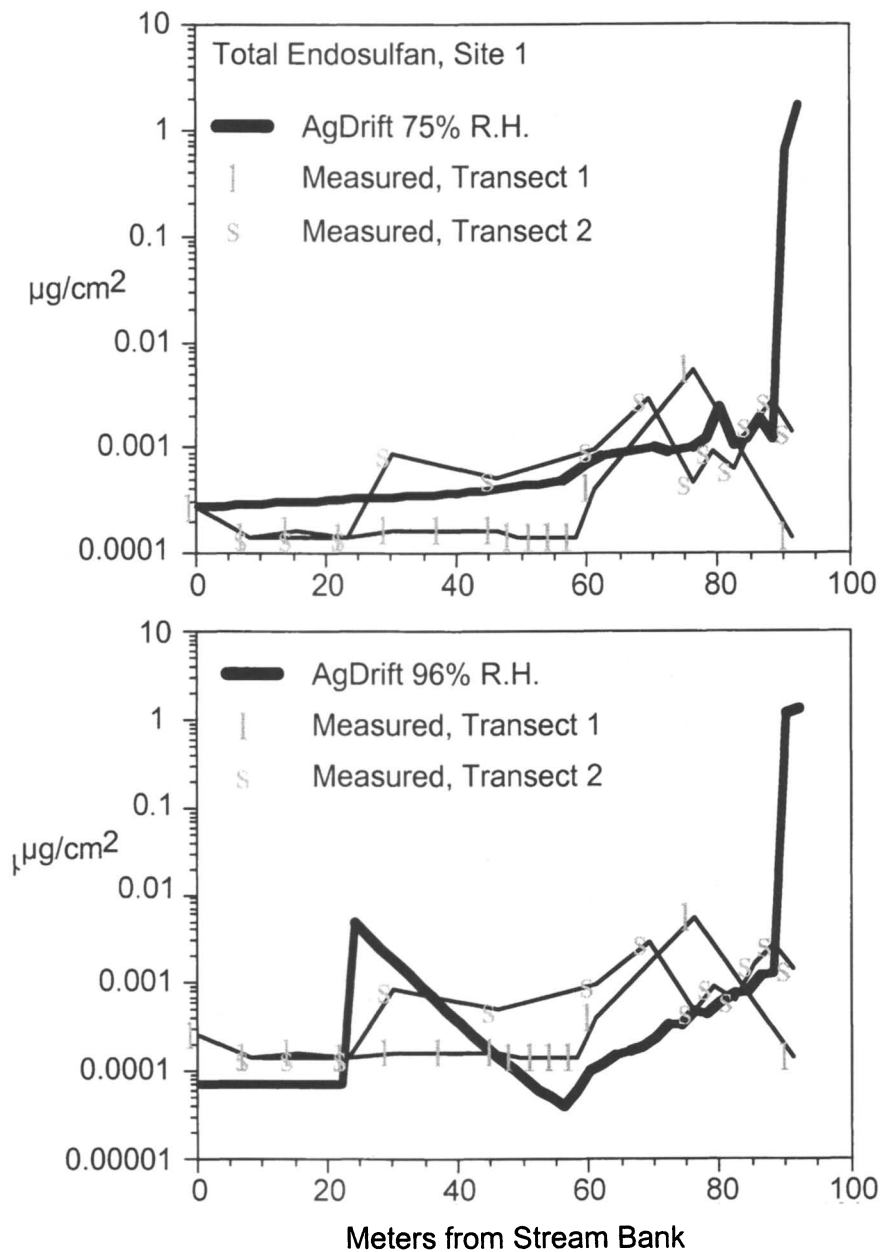 10
Total Endosulfan, Site 1
AgDrift 75% R.H.
1
1 Measured, Transect 1
S Measured, Transect 2
0.1
µg/cm2
0.01
0.001
0.0001
0 20 40 60 80 100
10
AgDrift 96% R.H.
1
1 Measured, Transect 1
S Measured, Transect 2
0.1
µg/cm2
0.01
0.001
0.0001
0.00001
0 20 40 60 80 100
Meters from Stream Bank